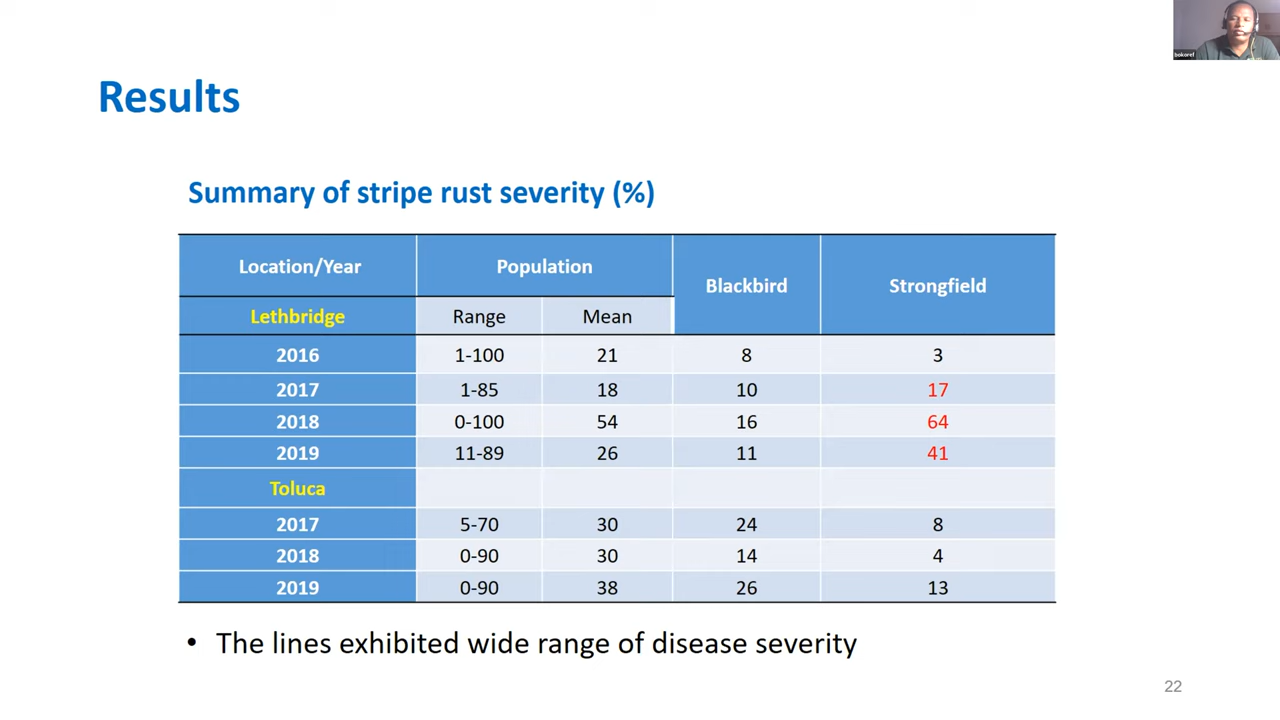 bokoref
Results
Summary of stripe rust severity (%)
Location/Year Population Blackbird Strongfield
Lethbridge Range Mean
2016 1-100 21 8 3
2017 1-85 18 10 17
2018 0-100 54 16 64
2019 11-89 26 11 41
Toluca
2017 5-70 30 24 8
2018 0-90 30 14 4
2019 0-90 38 26 13
• The lines exhibited wide range of disease severity
22